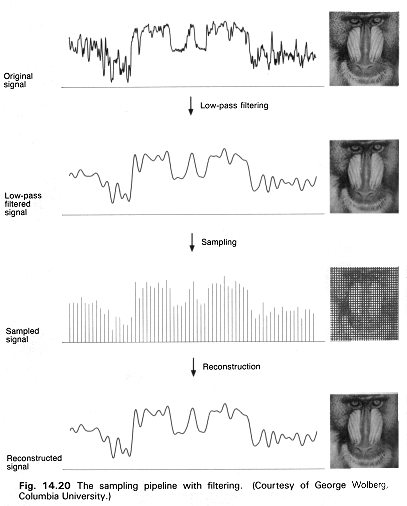 Original
signal
Low-pass filtering
Low-pass
filtered
signal
Sampling
Sampled
signal
Reconstruction
Reconstructed
signal
Fig. 14.20 The sampling pipeline with filtering. (Courtesy of George Wolberg,
Columbia University.)